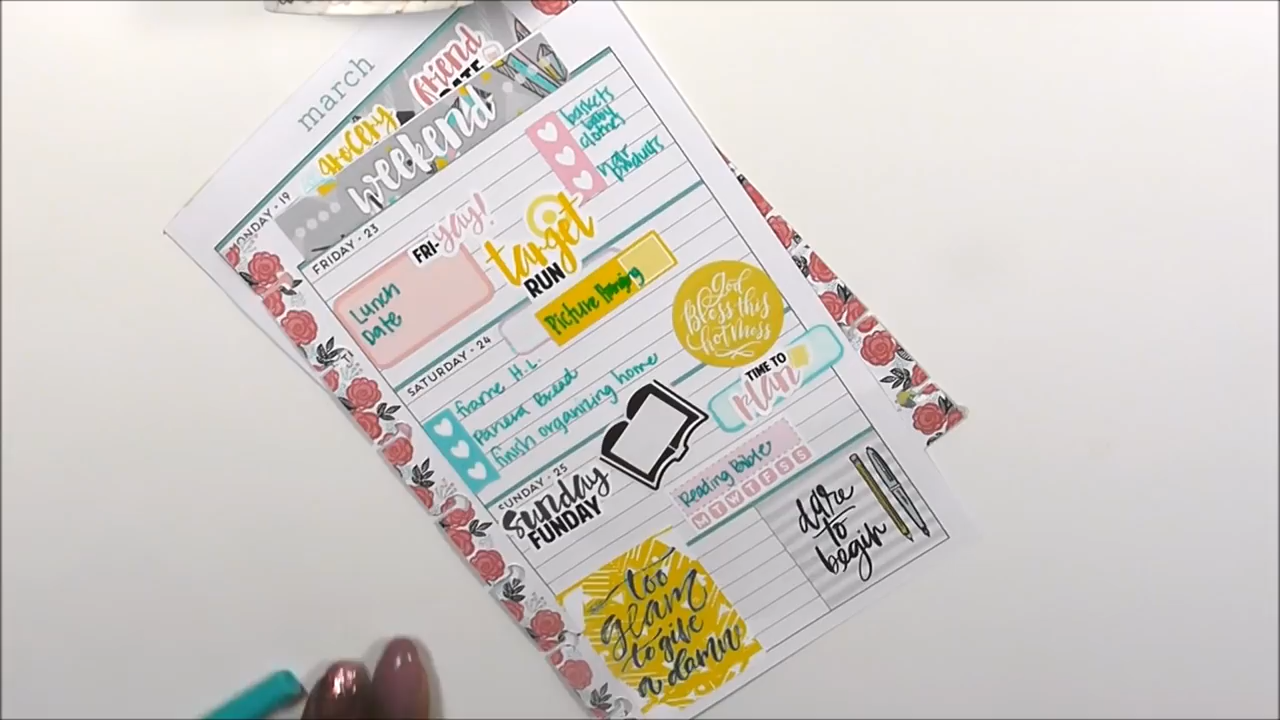 march
friend
DATE
grocery
weekend
MONDAY • 19
FRIDAY • 23
FRI-yay!
Lunch
Date
target
RUN
baskets
baby
clothes
hair
products
Picture Hanging
SATURDAY • 24
frame H.L.
Panera Bread
finish organizing home
God
Bless this
hot Mess
TIME TO
plan
SUNDAY • 25
sunday
FUNDAY
Reading Bible
M T W T F S S
dare
to
begin
too
glam
to give
a damn